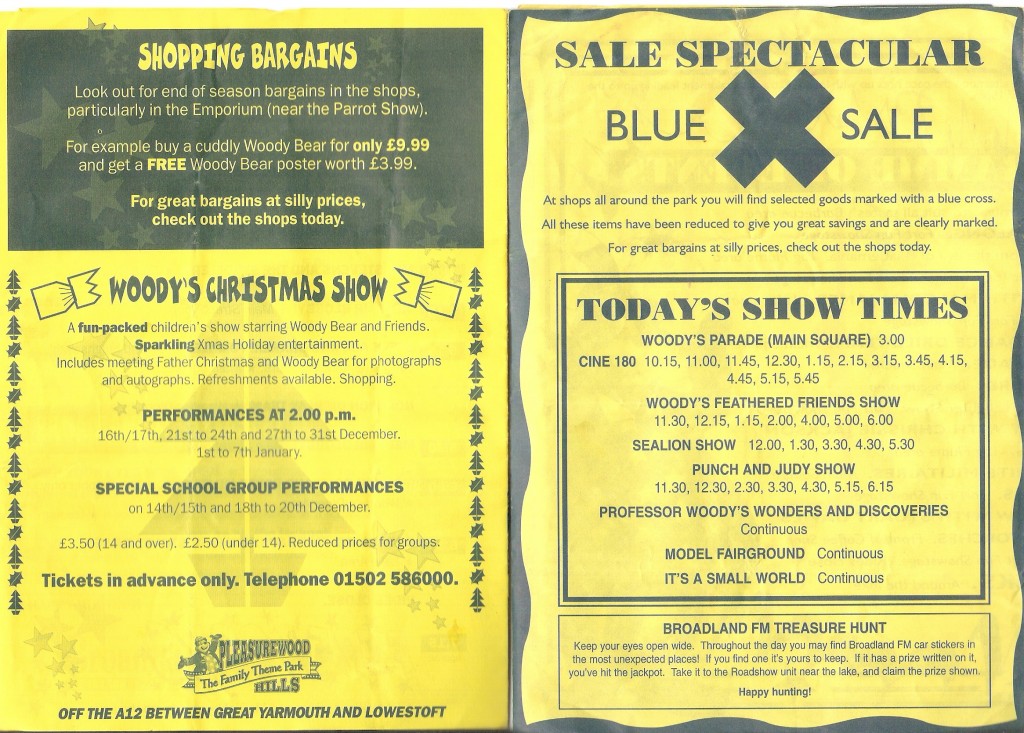 SHOPPING BARGAINS
Look out for end of season bargains in the shops,
particularly in the Emporium (near the Parrot Show).
For example buy a cuddly Woody Bear for only £9.99
and get a FREE Woody Bear poster worth £3.99.
For great bargains at silly prices,
check out the shops today.
WOODY'S CHRISTMAS SHOW
A fun-packed children's show starring Woody Bear and Friends.
Sparkling Xmas Holiday entertainment.
Includes meeting Father Christmas and Woody Bear for photographs
and autographs. Refreshments available. Shopping.
PERFORMANCES AT 2.00 p.m.
16th/17th, 21st to 24th and 27th to 31st December.
1st to 7th January.
SPECIAL SCHOOL GROUP PERFORMANCES
on 14th/15th and 18th to 20th December.
£3.50 (14 and over). £2.50 (under 14). Reduced prices for groups.
Tickets in advance only. Telephone 01502 586000.
PLEASUREWOOD
The Family Theme Park
HILLS
OFF THE A12 BETWEEN GREAT YARMOUTH AND LOWESTOFT
SALE SPECTACULAR
BLUE SALE
At shops all around the park you will find selected goods marked with a blue cross.
All these items have been reduced to give you great savings and are clearly marked.
For great bargains at silly prices, check out the shops today.
TODAY'S SHOW TIMES
WOODY'S PARADE (MAIN SQUARE) 3.00
CINE 180 10.15, 11.00, 11.45, 12.30, 1.15, 2.15, 3.15, 3.45, 4.15,
4.45, 5.15, 5.45
WOODY'S FEATHERED FRIENDS SHOW
11.30, 12.15, 1.15, 2.00, 4.00, 5.00, 6.00
SEALION SHOW 12.00, 1.30, 3.30, 4.30, 5.30
PUNCH AND JUDY SHOW
11.30, 12.30, 2.30, 3.30, 4.30, 5.15, 6.15
PROFESSOR WOODY'S WONDERS AND DISCOVERIES
Continuous
MODEL FAIRGROUND Continuous
IT'S A SMALL WORLD Continuous
BROADLAND FM TREASURE HUNT
Keep your eyes open wide. Throughout the day you may find Broadland FM car stickers in
the most unexpected places! If you find one it's yours to keep. If it has a prize written on it,
you've hit the jackpot. Take it to the Roadshow unit near the lake, and claim the prize shown.
Happy hunting!